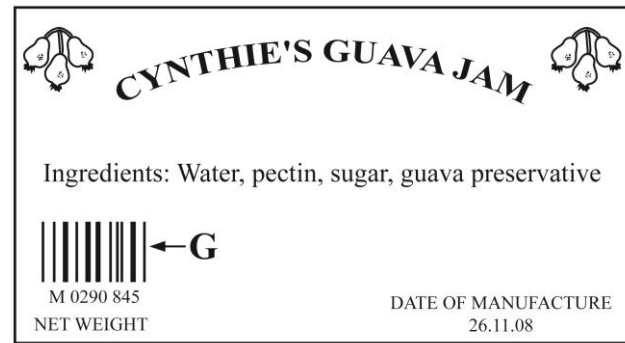 CYNTHIE'S GUAVA JAM
Ingredients: Water, pectin, sugar, guava preservative
G
M 0290 845
NET WEIGHT
DATE OF MANUFACTURE
26.11.08